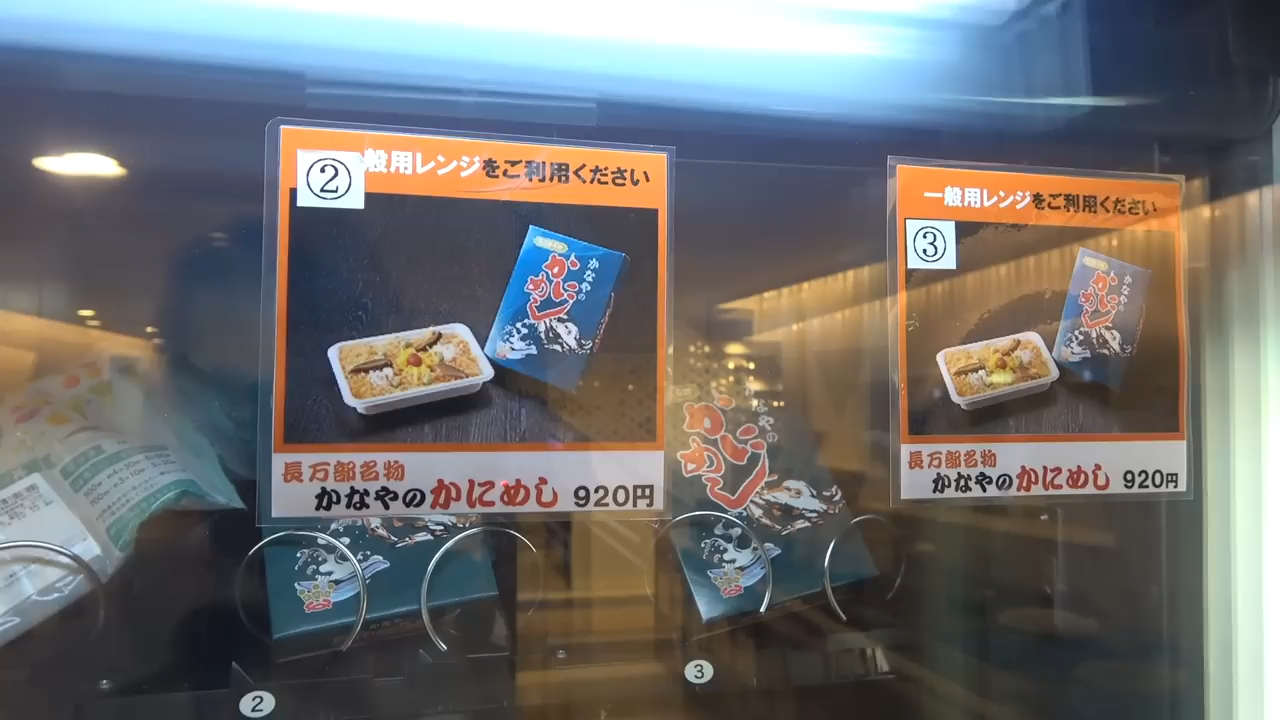 ②
般用レンジをご利用ください
かなやの
かにめし
長万部名物
かなやのかにめし 920円
一般用レンジをご利用ください
③
かなやの
かにめし
長万部名物
かなやのかにめし 920円
かにめし
2
3